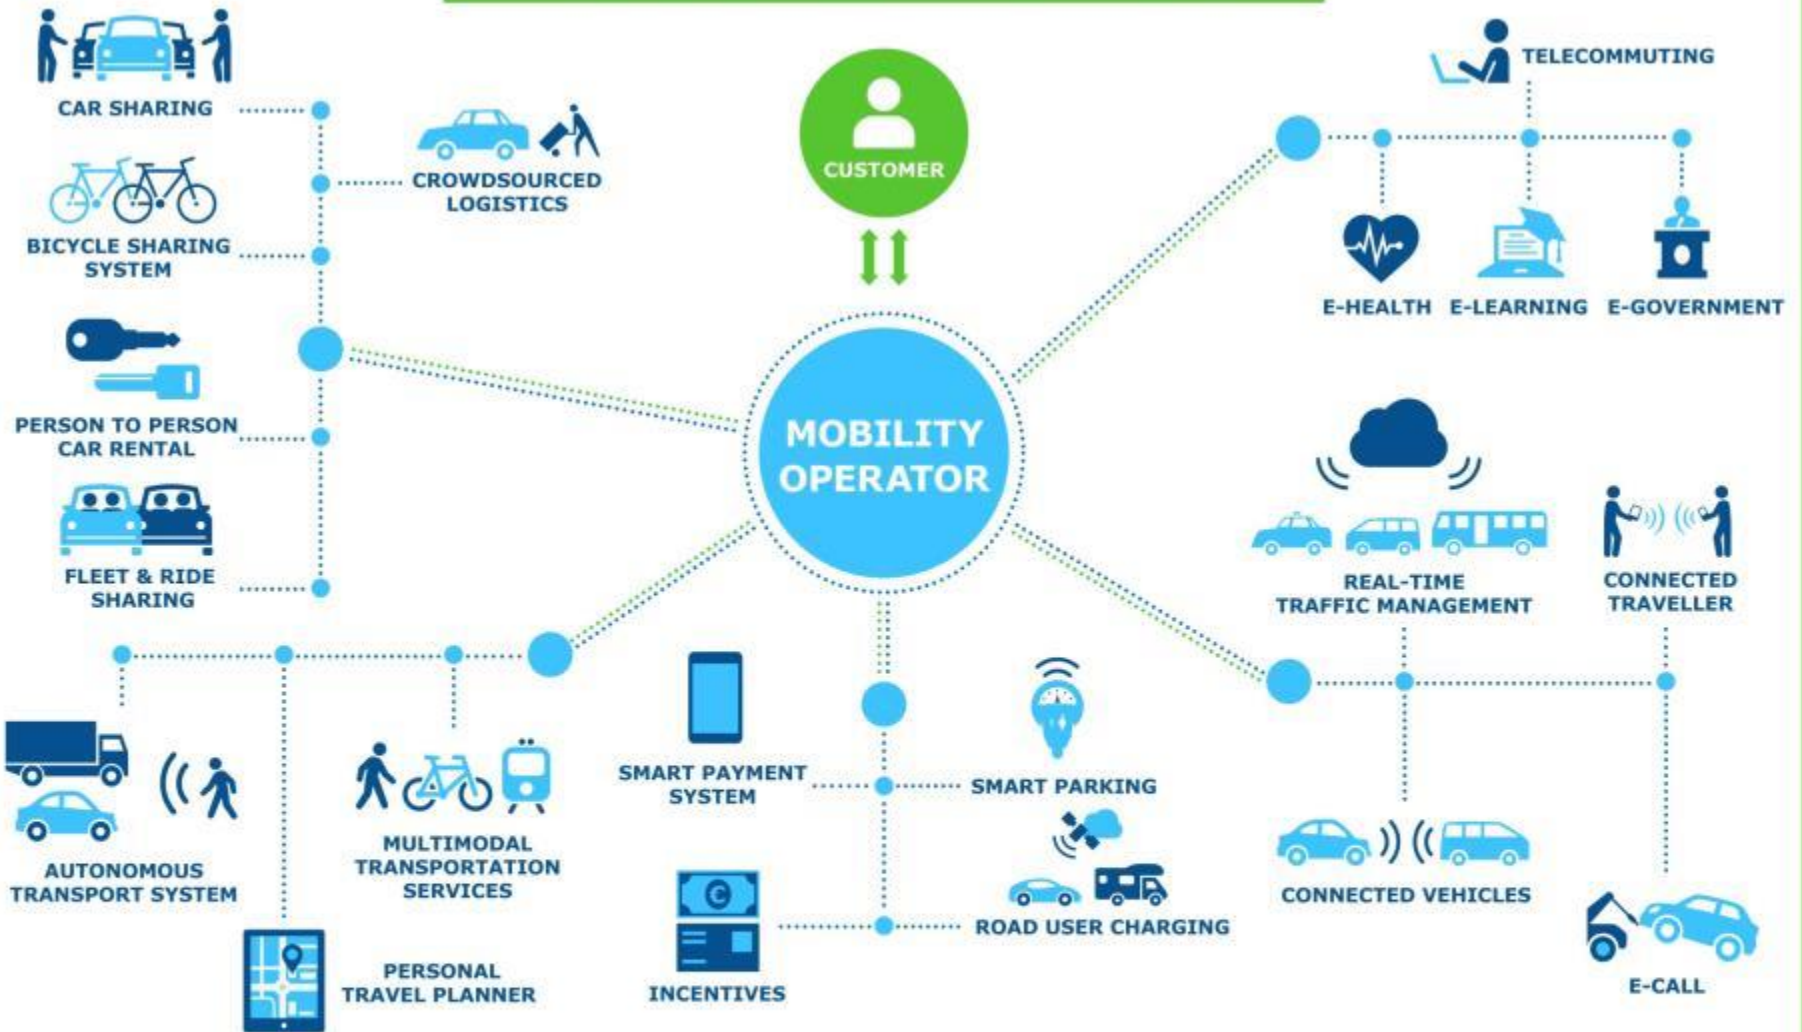 CAR SHARING
CROWDSOURCED
LOGISTICS
BICYCLE SHARING
SYSTEM
PERSON TO PERSON
CAR RENTAL
FLEET & RIDE
SHARING
CUSTOMER
MOBILITY
OPERATOR
TELECOMMUTING
E-HEALTH
E-LEARNING
E-GOVERNMENT
REAL-TIME
TRAFFIC MANAGEMENT
CONNECTED
TRAVELLER
CONNECTED VEHICLES
E-CALL
AUTONOMOUS
TRANSPORT SYSTEM
MULTIMODAL
TRANSPORTATION
SERVICES
PERSONAL
TRAVEL PLANNER
SMART PAYMENT
SYSTEM
SMART PARKING
€
INCENTIVES
ROAD USER CHARGING